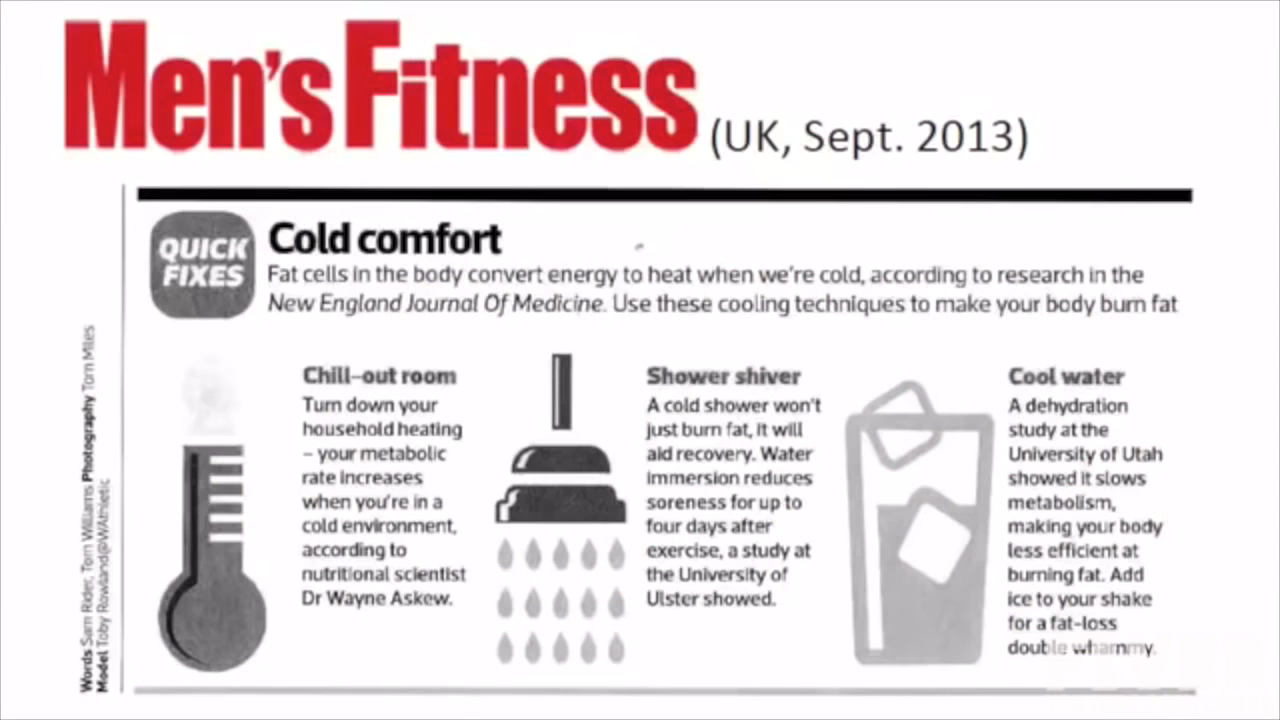 Men's Fitness (UK, Sept. 2013)
QUICK
FIXES
Cold comfort
Fat cells in the body convert energy to heat when we're cold, according to research in the
New England Journal Of Medicine. Use these cooling techniques to make your body burn fat
Chill-out room
Turn down your
household heating
– your metabolic
rate increases
when you're in a
cold environment,
according to
nutritional scientist
Dr Wayne Askew.
Shower shiver
A cold shower won't
just burn fat, it will
aid recovery. Water
immersion reduces
soreness for up to
four days after
exercise, a study at
the University of
Ulster showed.
Cool water
A dehydration
study at the
University of Utah
showed it slows
metabolism,
making your body
less efficient at
burning fat. Add
ice to your shake
for a fat-loss
double whammy.
Words Sam Rider, Tom Williams Photography Tom Miles
Model Toby Rowland@WAthletic